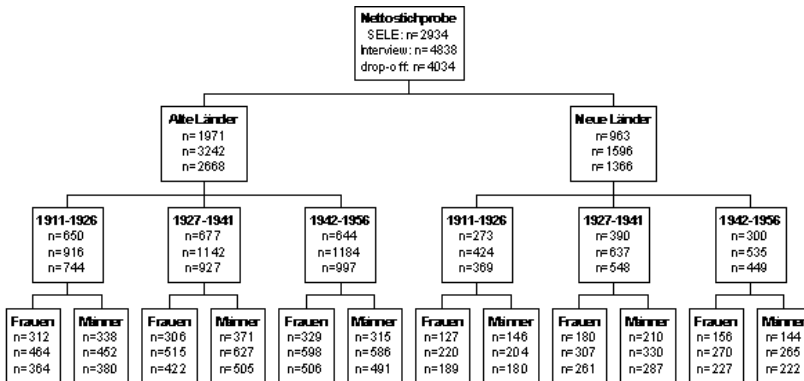 Nettostichprobe
SELE: n=2934
Interview: n=4838
drop-off: n=4034
Alte Länder
n=1971
n=3242
n=2668
Neue Länder
n=963
n=1596
n=1366
1911-1926
n=650
n=916
n=744
1927-1941
n=677
n=1142
n=927
1942-1956
n=644
n=1184
n=997
1911-1926
n=273
n=424
n=369
1927-1941
n=390
n=637
n=548
1942-1956
n=300
n=535
n=449
Frauen
n=312
n=464
n=364
Männer
n=338
n=452
n=380
Frauen
n=306
n=515
n=422
Männer
n=371
n=627
n=505
Frauen
n=329
n=598
n=506
Männer
n=315
n=586
n=491
Frauen
n=127
n=220
n=189
Männer
n=146
n=204
n=180
Frauen
n=180
n=307
n=261
Männer
n=210
n=330
n=287
Frauen
n=156
n=270
n=227
Männer
n=144
n=265
n=222